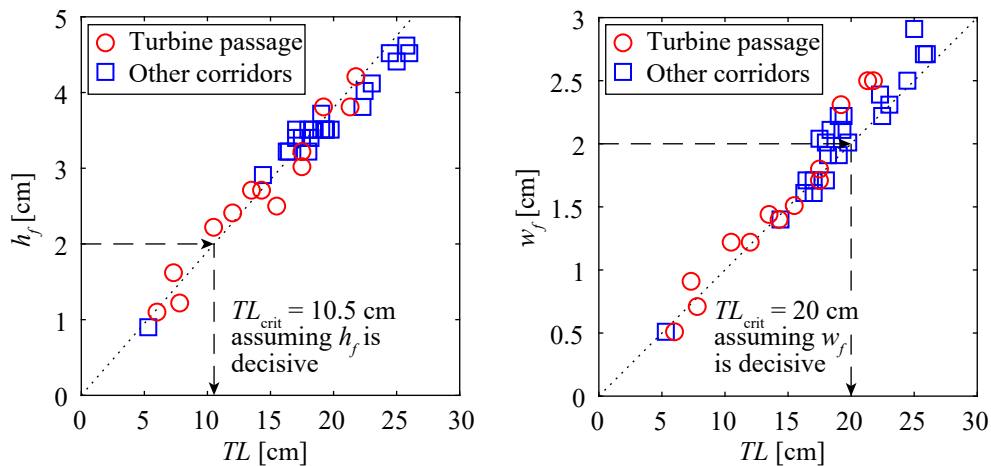 5
4
3
2
1
0
h_f [cm]
Turbine passage
Other corridors
TL_crit = 10.5 cm
assuming h_f is
decisive
0 5 10 15 20 25 30
TL [cm]
3
2.5
2
1.5
1
0.5
0
w_f [cm]
Turbine passage
Other corridors
TL_crit = 20 cm
assuming w_f
is decisive
0 5 10 15 20 25 30
TL [cm]